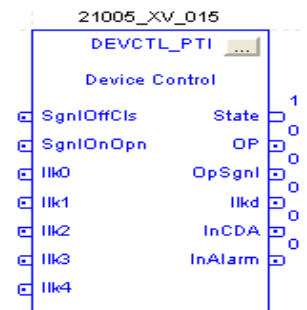 21005_XV_015
DEVCTL_PTI ...
Device Control
SgnlOffCls State 1
SgnlOnOpn OP 0
Ilk0 OpSgnl 0
Ilk1 Ilkd 0
Ilk2 InCDA 0
Ilk3 InAlarm 0
Ilk4